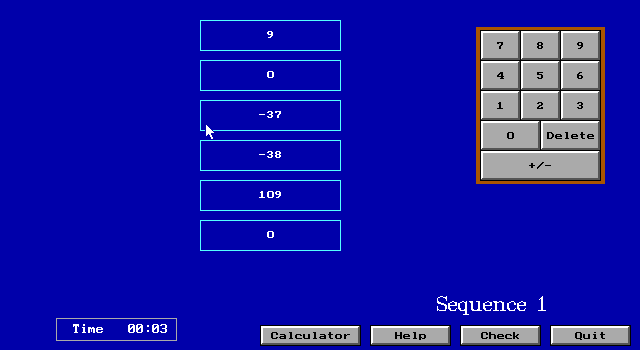 9
0
-37
-38
109
0
7 8 9
4 5 6
1 2 3
0 Delete
+/-
Sequence 1
Time 00:03
Calculator Help Check Quit